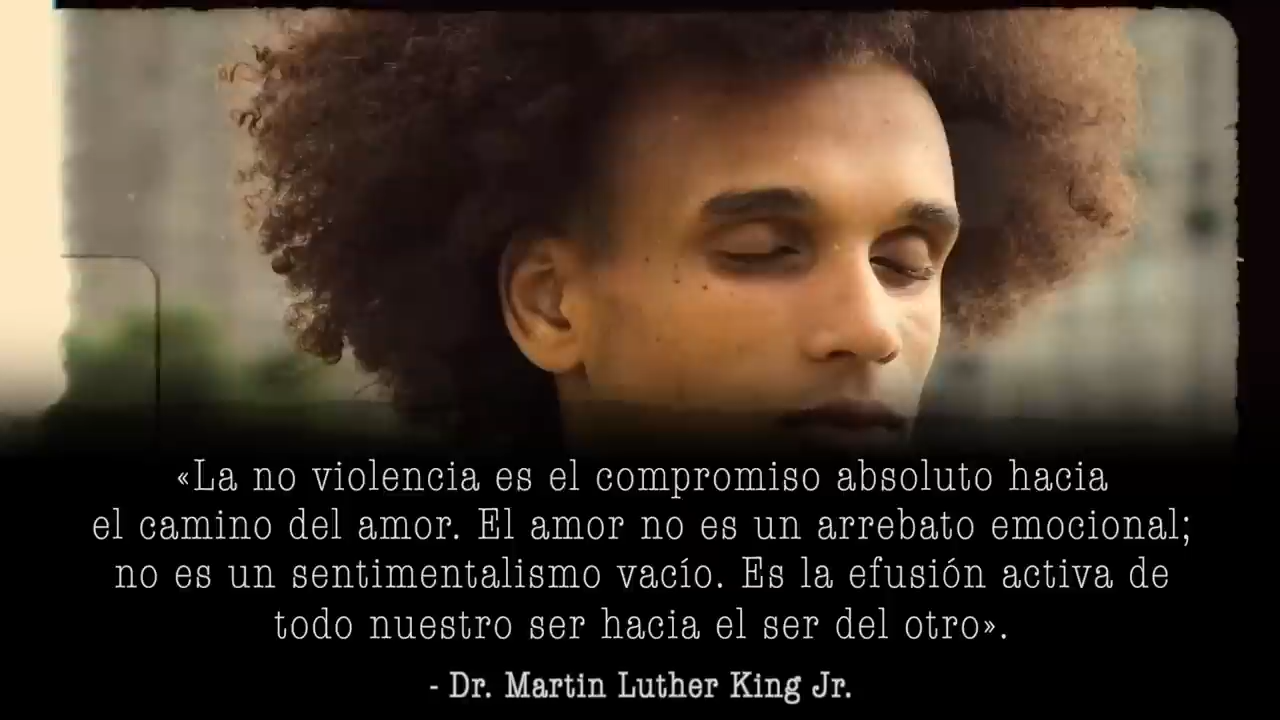 «La no violencia es el compromiso absoluto hacia
el camino del amor. El amor no es un arrebato emocional;
no es un sentimentalismo vacío. Es la efusión activa de
todo nuestro ser hacia el ser del otro».
- Dr. Martin Luther King Jr.